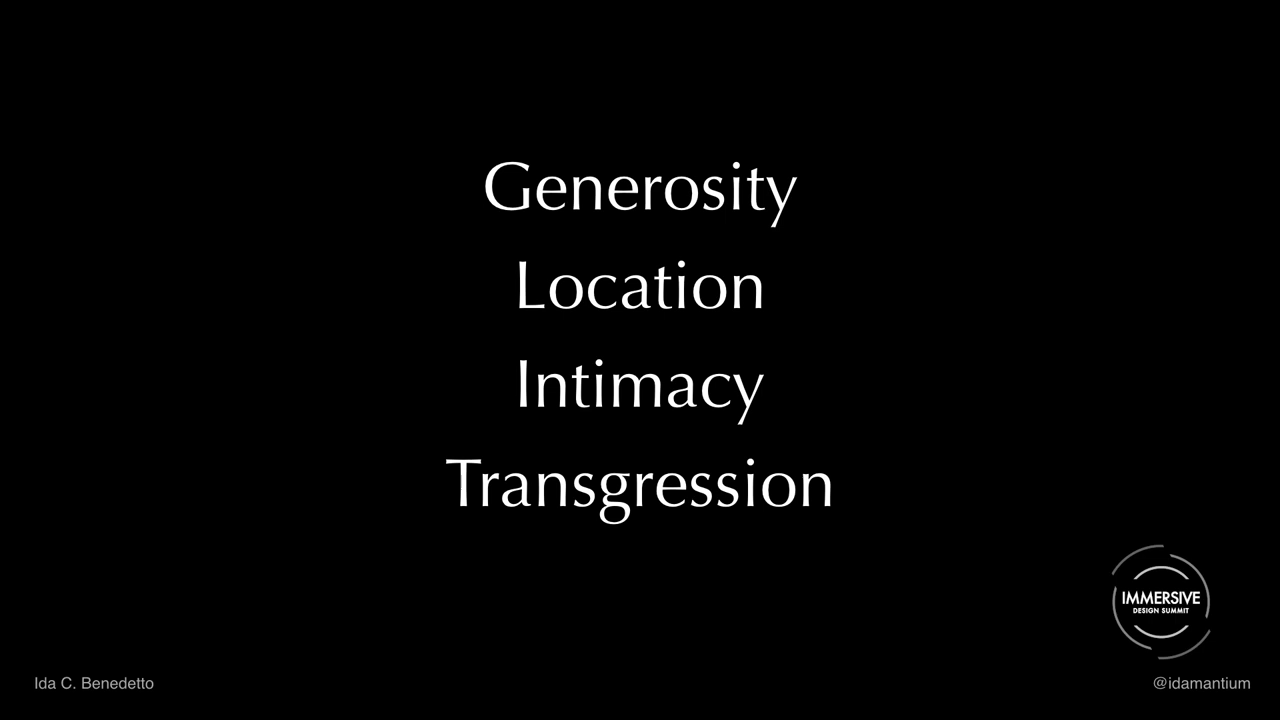 Generosity
Location
Intimacy
Transgression
IMMERSIVE
DESIGN SUMMIT
Ida C. Benedetto
@idamantium